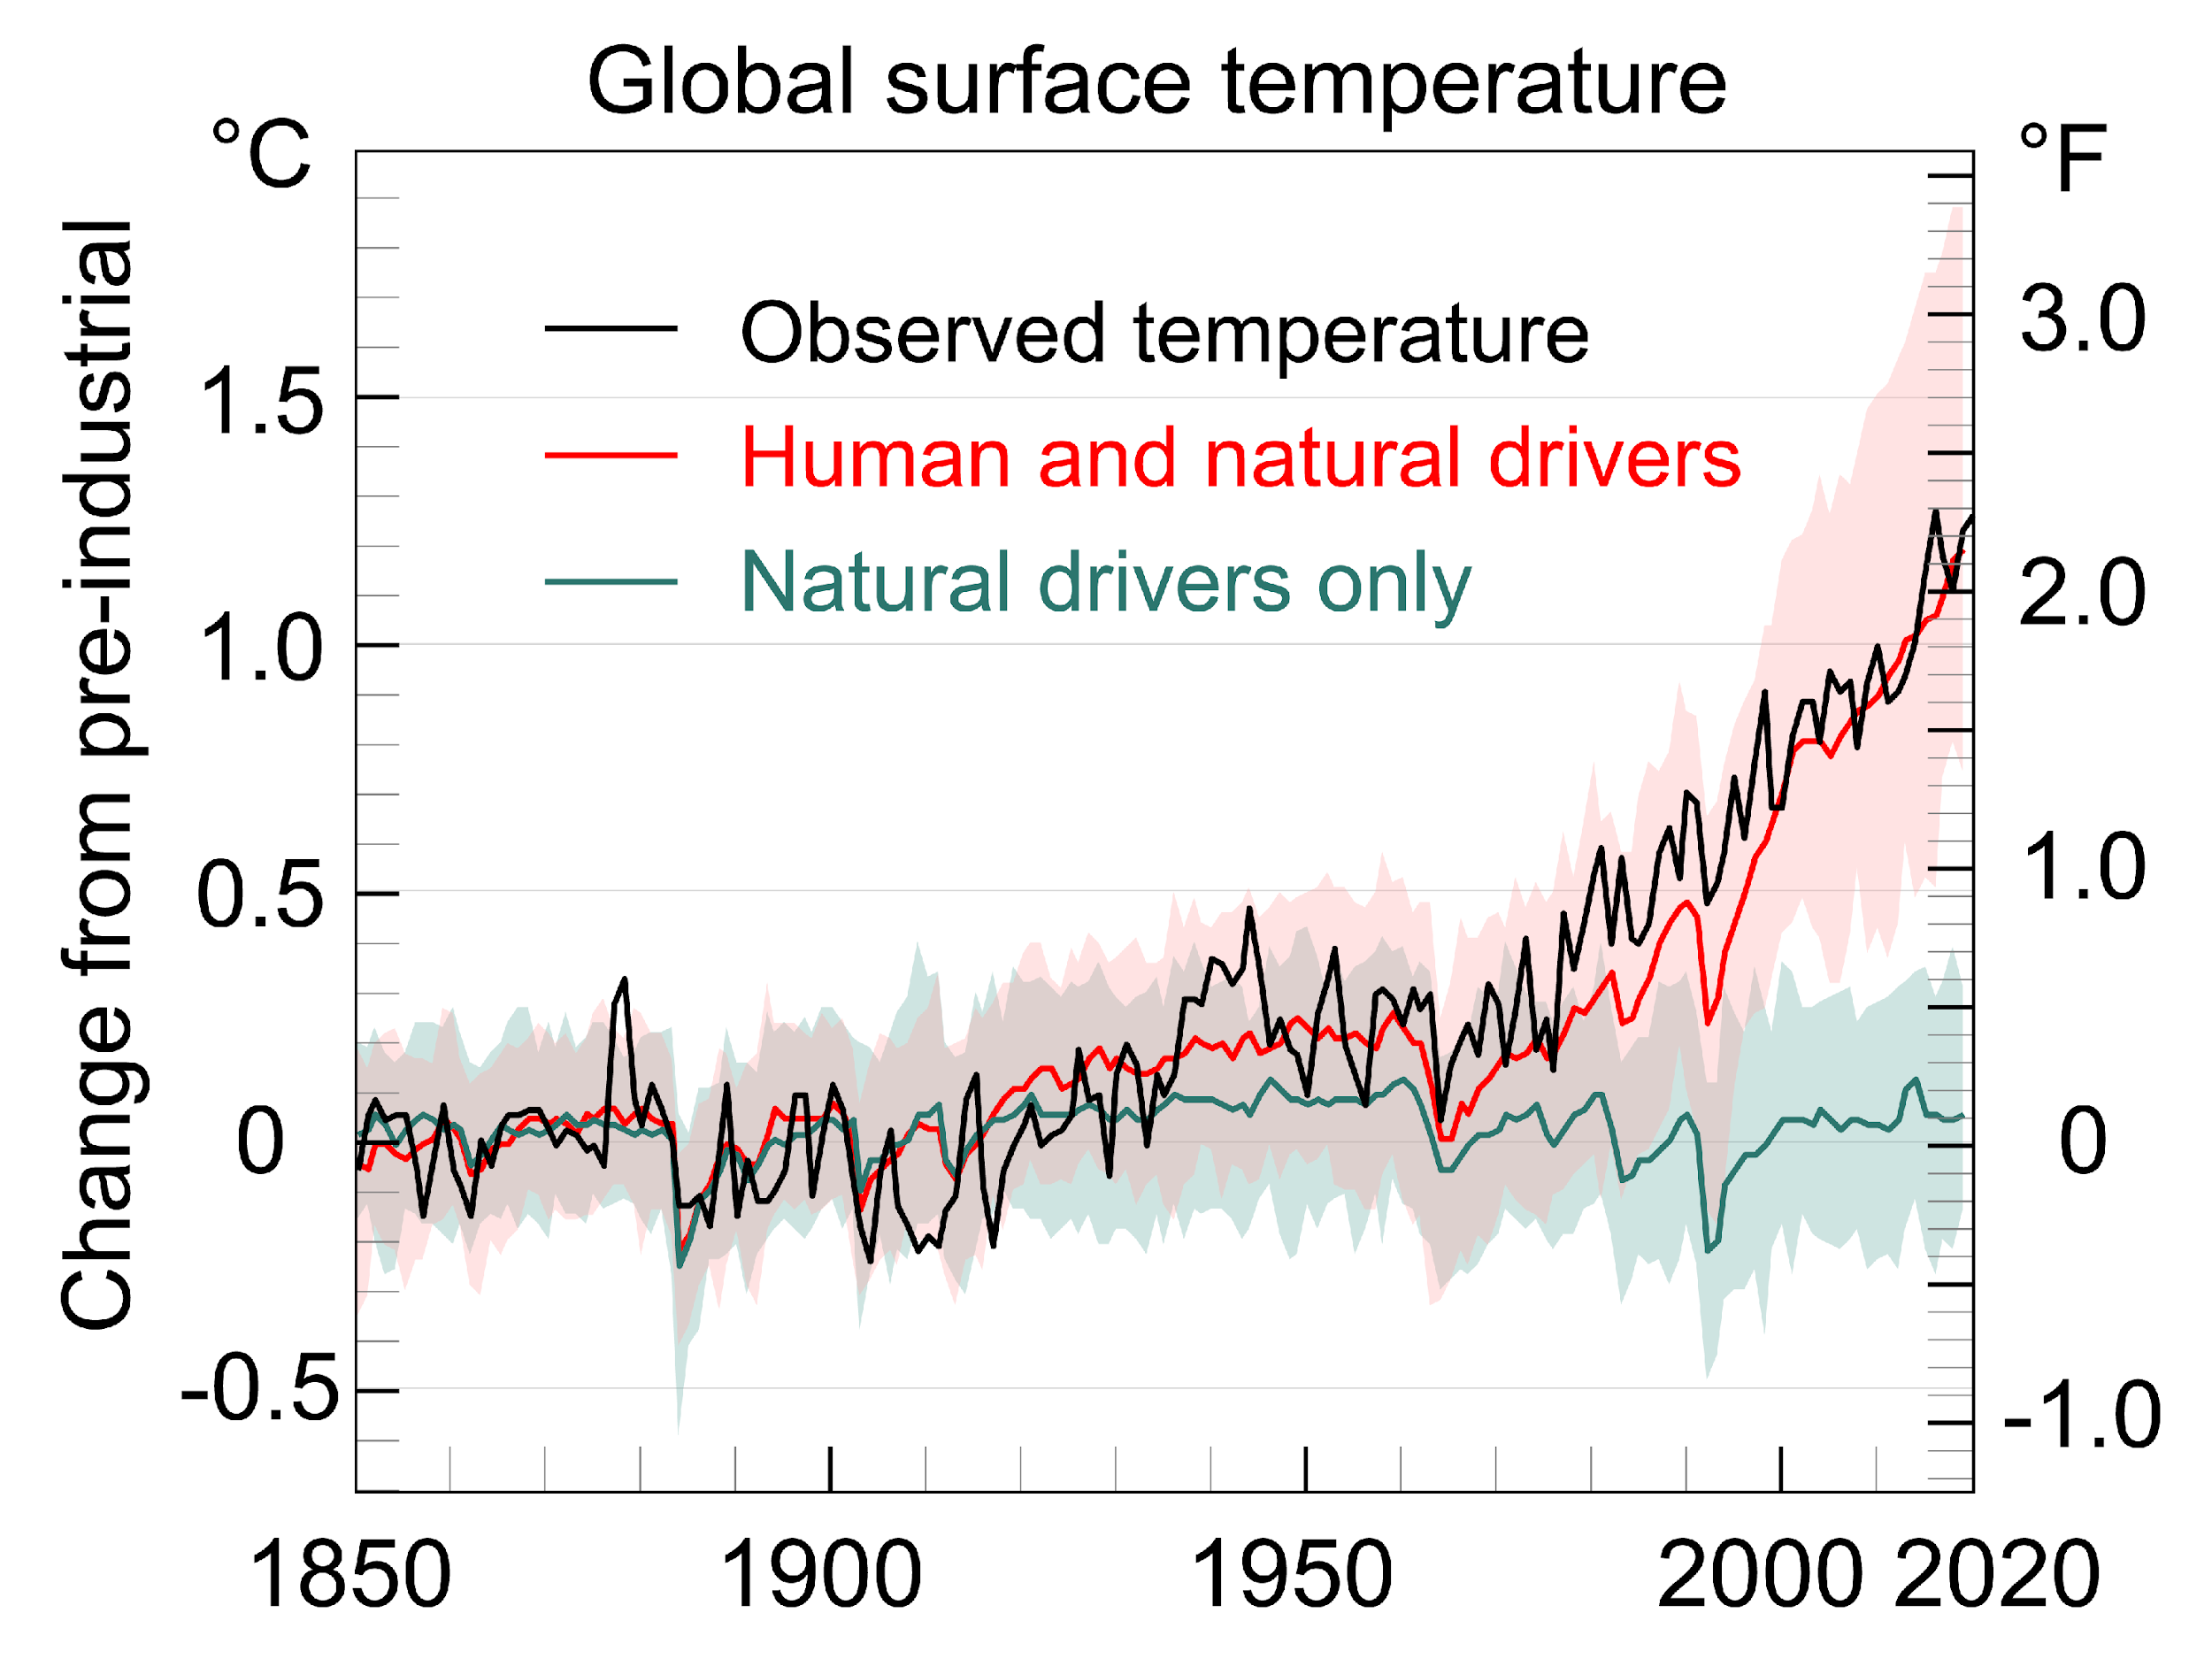 Global surface temperature
°C
°F
Change from pre-industrial
1.5
1.0
0.5
0
-0.5
3.0
2.0
1.0
0
-1.0
Observed temperature
Human and natural drivers
Natural drivers only
1850 1900 1950 2000 2020